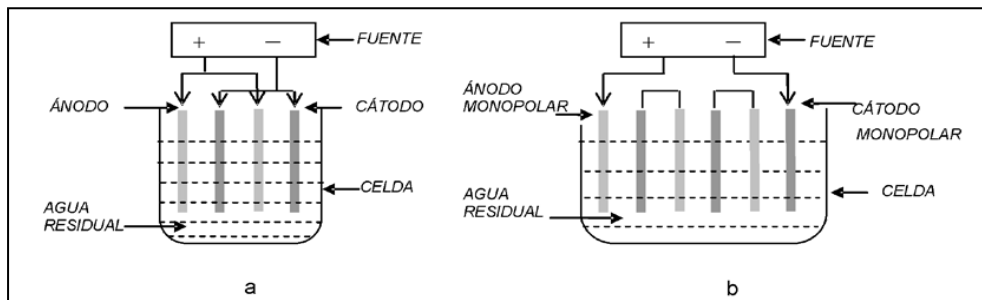 + —
FUENTE
ÁNODO
CÁTODO
CELDA
AGUA
RESIDUAL
a
+ —
FUENTE
ÁNODO
MONOPOLAR
CÁTODO
MONOPOLAR
CELDA
AGUA
RESIDUAL
b